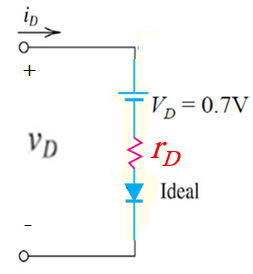 i_D
+
V_D = 0.7V
v_D
r_D
Ideal
-